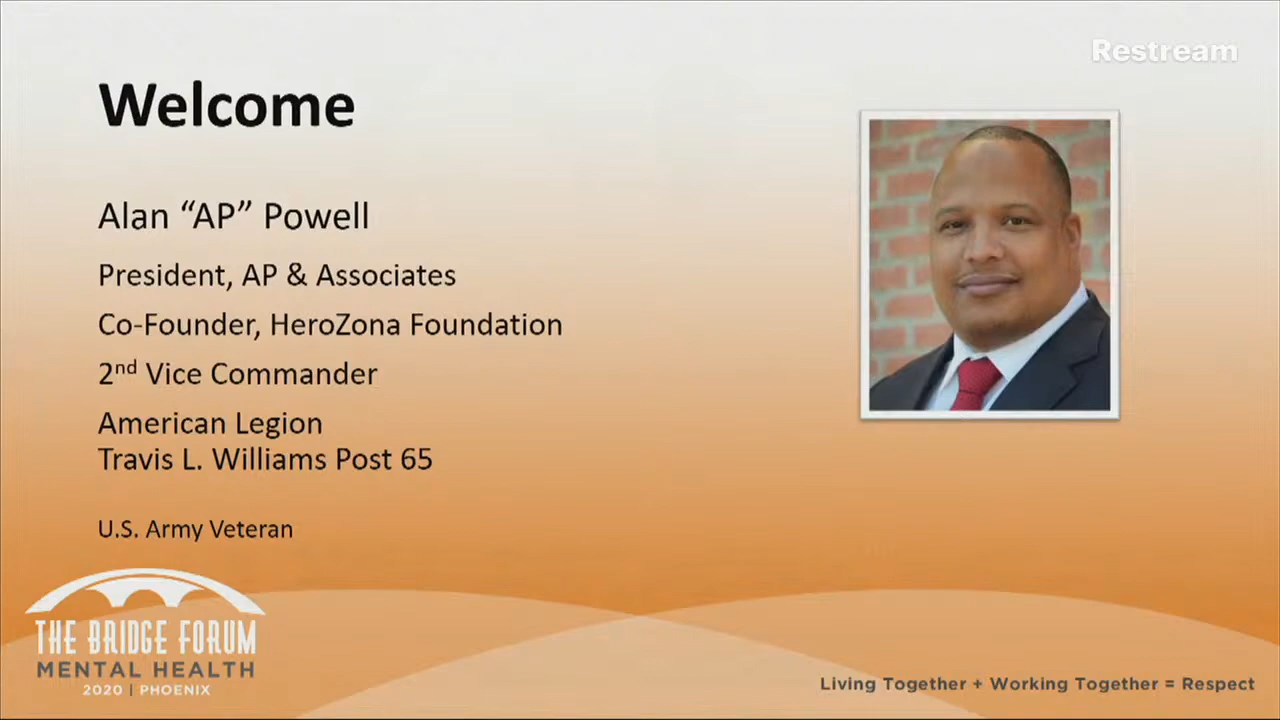 Restream
Welcome
Alan “AP” Powell
President, AP & Associates
Co-Founder, HeroZona Foundation
2nd Vice Commander
American Legion
Travis L. Williams Post 65
U.S. Army Veteran
THE BRIDGE FORUM
MENTAL HEALTH
2020 | PHOENIX
Living Together + Working Together = Respect